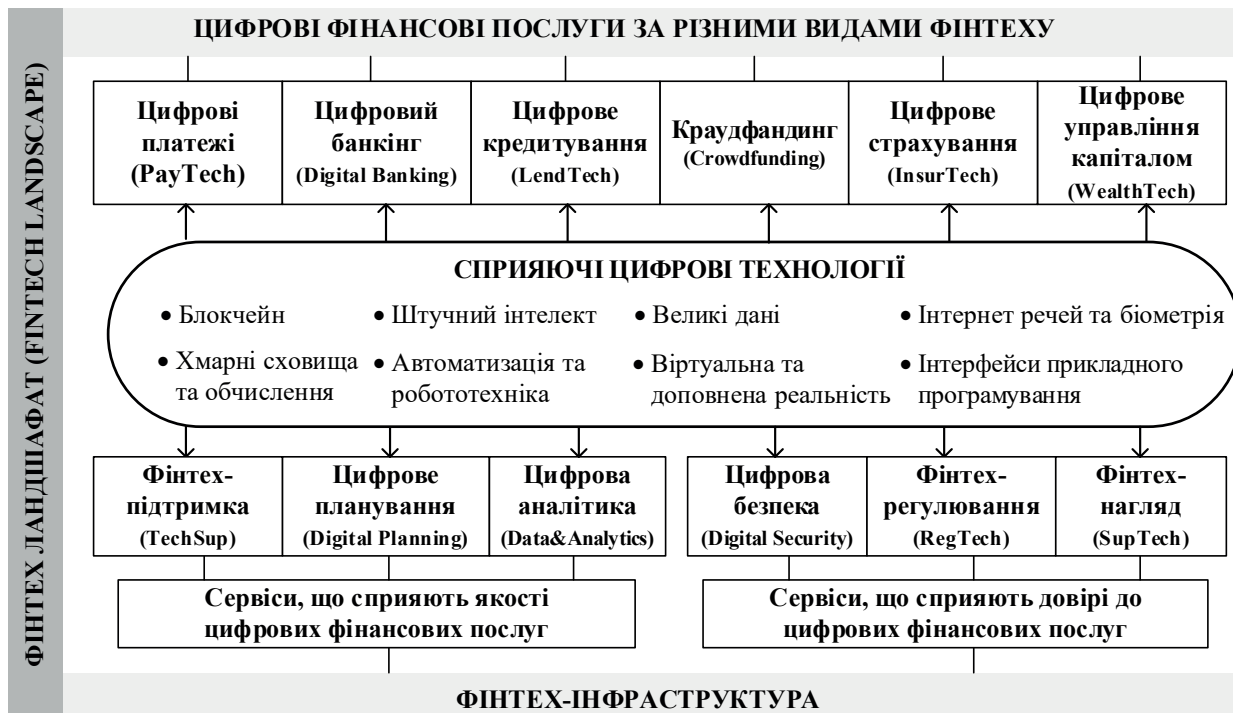 ФІНТЕХ ЛАНДШАФАТ (FINTECH LANDSCAPE)
ЦИФРОВІ ФІНАНСОВІ ПОСЛУГИ ЗА РІЗНИМИ ВИДАМИ ФІНТЕХУ
Цифрові
платежі
(PayTech)
Цифровий
банкінг
(Digital Banking)
Цифрове
кредитування
(LendTech)
Краудфандинг
(Crowdfunding)
Цифрове
страхування
(InsurTech)
Цифрове
управління
капіталом
(WealthTech)
СПРИЯЮЧІ ЦИФРОВІ ТЕХНОЛОГІЇ
• Блокчейн
• Штучний інтелект
• Великі дані
• Інтернет речей та біометрія
• Хмарні сховища
та обчислення
• Автоматизація та
робототехніка
• Віртуальна та
доповнена реальність
• Інтерфейси прикладного
програмування
Фінтех-
підтримка
(TechSup)
Цифрове
планування
(Digital Planning)
Цифрова
аналітика
(Data&Analytics)
Цифрова
безпека
(Digital Security)
Фінтех-
регулювання
(RegTech)
Фінтех-
нагляд
(SupTech)
Сервіси, що сприяють якості
цифрових фінансових послуг
Сервіси, що сприяють довірі до
цифрових фінансових послуг
ФІНТЕХ-ІНФРАСТРУКТУРА